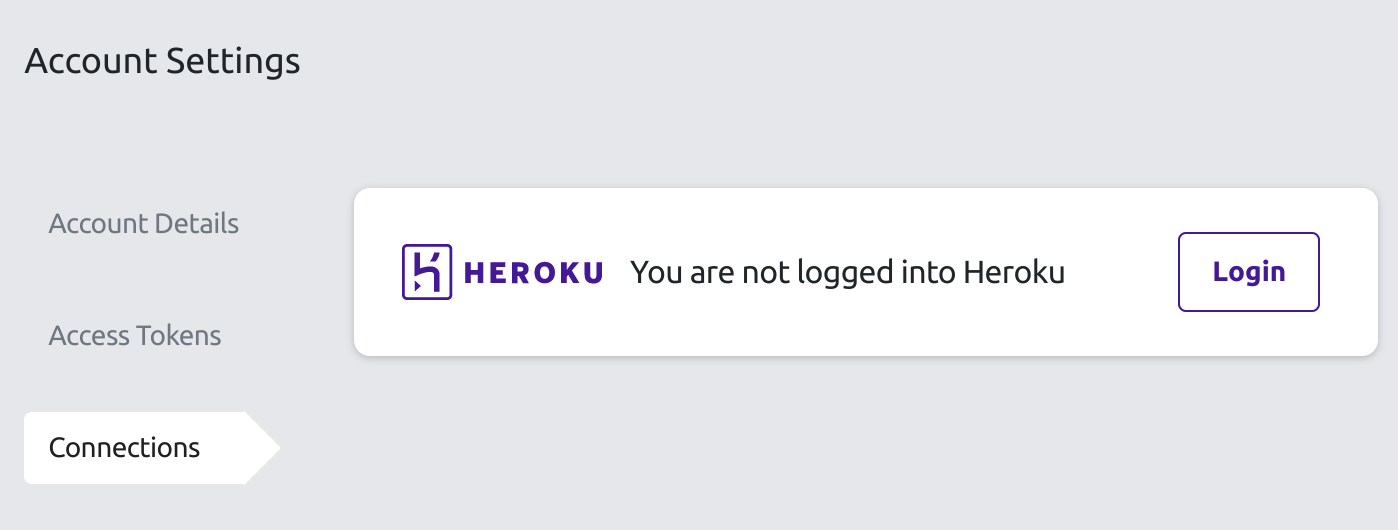 Account Settings
Account Details
Access Tokens
Connections
HEROKU You are not logged into Heroku Login